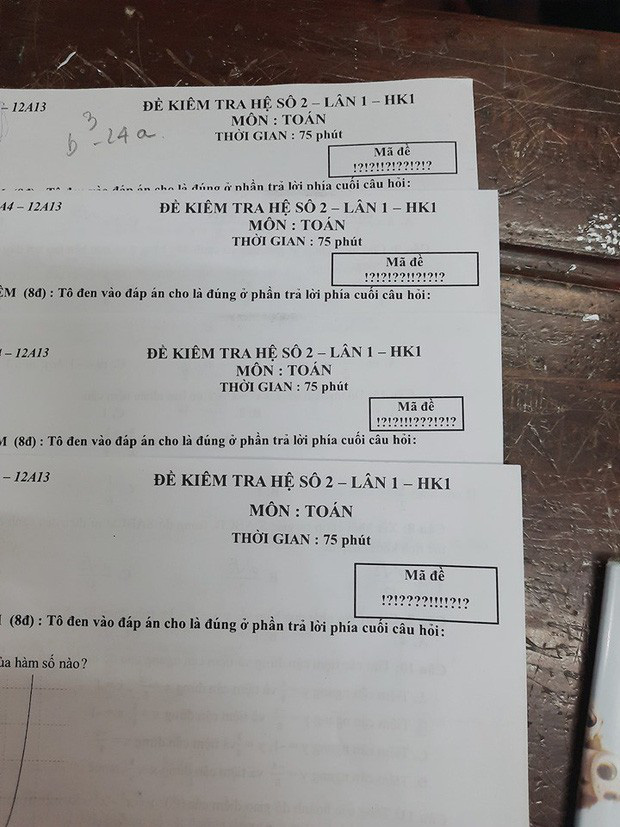 – 12A13
ĐỀ KIỂM TRA HỆ SỐ 2 – LẦN 1 – HK1
MÔN : TOÁN
THỜI GIAN : 75 phút
b³ - 24a
Mã đề
!?!?!!?!??!?!?
đáp án cho là đúng ở phần trả lời phía cuối câu hỏi:
A4 – 12A13
ĐỀ KIỂM TRA HỆ SỐ 2 – LẦN 1 – HK1
MÔN : TOÁN
THỜI GIAN : 75 phút
Mã đề
!?!?!??!!?!?!?
ỆM (8đ) : Tô đen vào đáp án cho là đúng ở phần trả lời phía cuối câu hỏi:
– 12A13
ĐỀ KIỂM TRA HỆ SỐ 2 – LẦN 1 – HK1
MÔN : TOÁN
THỜI GIAN : 75 phút
Mã đề
!?!?!!!???!?!?
M (8đ) : Tô đen vào đáp án cho là đúng ở phần trả lời phía cuối câu hỏi:
– 12A13
ĐỀ KIỂM TRA HỆ SỐ 2 – LẦN 1 – HK1
MÔN : TOÁN
THỜI GIAN : 75 phút
Mã đề
!?!????!!!!?!?
(8đ) : Tô đen vào đáp án cho là đúng ở phần trả lời phía cuối câu hỏi:
ủa hàm số nào?